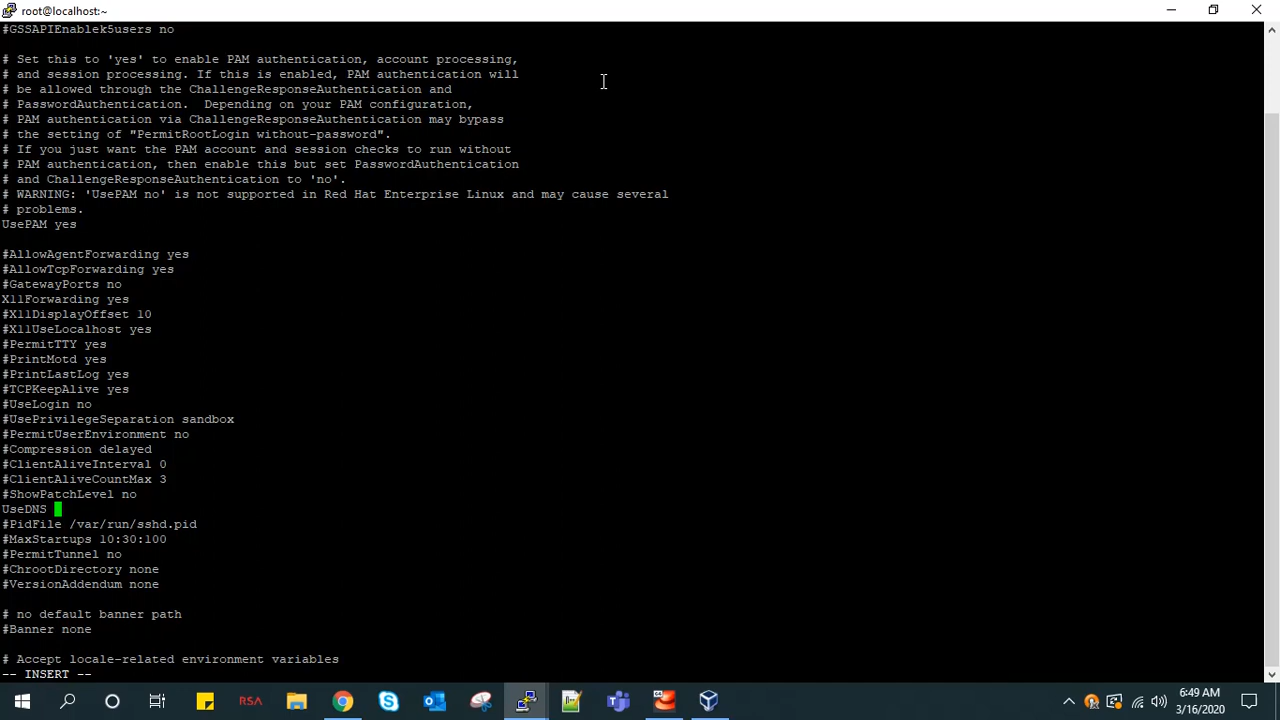 root@localhost:~
#GSSAPIEnablek5users no
# Set this to 'yes' to enable PAM authentication, account processing,
# and session processing. If this is enabled, PAM authentication will
# be allowed through the ChallengeResponseAuthentication and
# PasswordAuthentication.  Depending on your PAM configuration,
# PAM authentication via ChallengeResponseAuthentication may bypass
# the setting of "PermitRootLogin without-password".
# If you just want the PAM account and session checks to run without
# PAM authentication, then enable this but set PasswordAuthentication
# and ChallengeResponseAuthentication to 'no'.
# WARNING: 'UsePAM no' is not supported in Red Hat Enterprise Linux and may cause several
# problems.
UsePAM yes
#AllowAgentForwarding yes
#AllowTcpForwarding yes
#GatewayPorts no
X11Forwarding yes
#X11DisplayOffset 10
#X11UseLocalhost yes
#PermitTTY yes
#PrintMotd yes
#PrintLastLog yes
#TCPKeepAlive yes
#UseLogin no
#UsePrivilegeSeparation sandbox
#PermitUserEnvironment no
#Compression delayed
#ClientAliveInterval 0
#ClientAliveCountMax 3
#ShowPatchLevel no
UseDNS
#PidFile /var/run/sshd.pid
#MaxStartups 10:30:100
#PermitTunnel no
#ChrootDirectory none
#VersionAddendum none
# no default banner path
#Banner none
# Accept locale-related environment variables
-- INSERT --
RSA
6:49 AM
3/16/2020